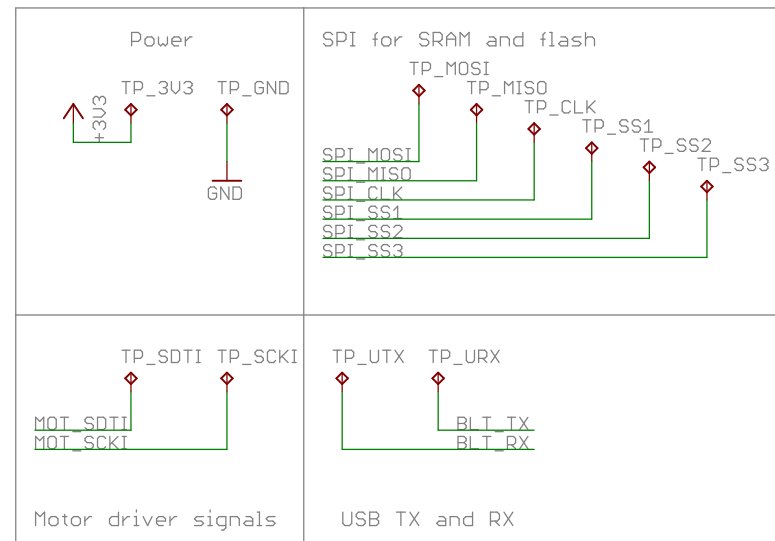 Power
TP_3V3 TP_GND
+3V3
GND
SPI for SRAM and flash
TP_MOSI
TP_MISO
TP_CLK
TP_SS1
TP_SS2
TP_SS3
SPI_MOSI
SPI_MISO
SPI_CLK
SPI_SS1
SPI_SS2
SPI_SS3
TP_SDTI TP_SCKI
MOT_SDTI
MOT_SCKI
Motor driver signals
TP_UTX TP_URX
BLT_TX
BLT_RX
USB TX and RX